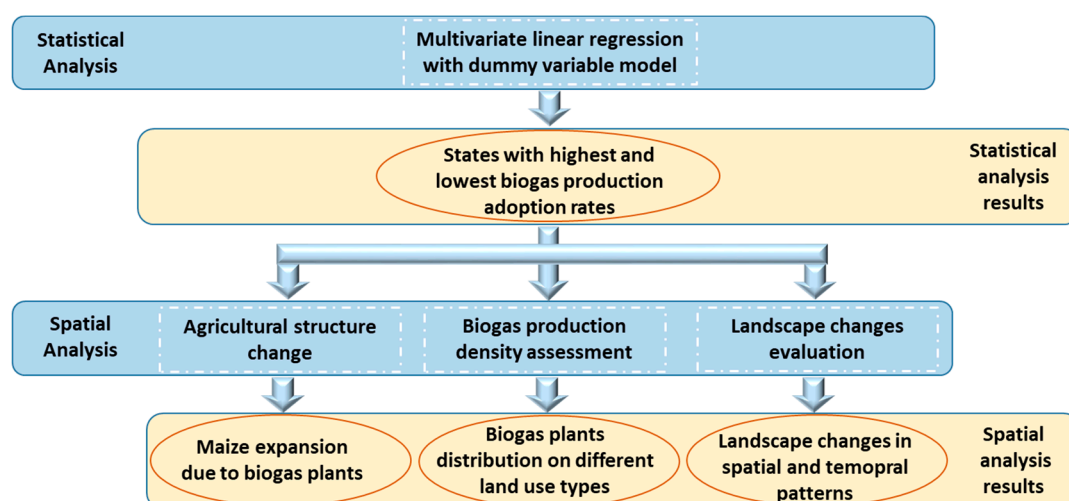 Statistical
Analysis
Multivariate linear regression
with dummy variable model
States with highest and
lowest biogas production
adoption rates
Statistical
analysis
results
Spatial
Analysis
Agricultural structure
change
Biogas production
density assessment
Landscape changes
evaluation
Maize expansion
due to biogas plants
Biogas plants
distribution on different
land use types
Landscape changes in
spatial and temopral
patterns
Spatial
analysis
results